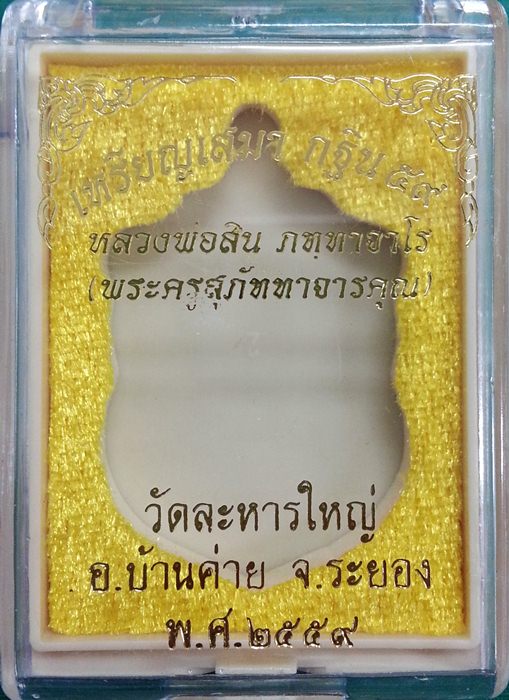 เหรียญเสมา กฐิน ๕๙
หลวงพ่อสิน ภทฺทาจาโร
(พระครูสุภัททาจารคุณ)
วัดละหารใหญ่
อ.บ้านค่าย จ.ระยอง
พ.ศ.๒๕๕๙